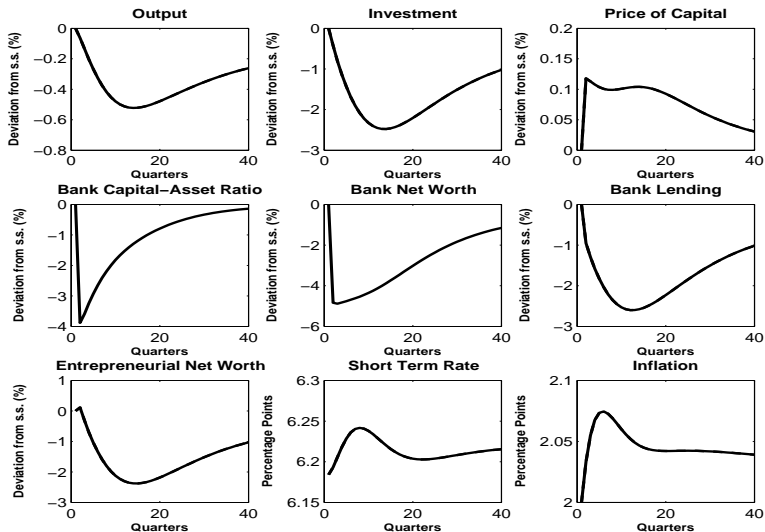 Output
Deviation from s.s. (%)
0
−0.2
−0.4
−0.6
−0.8
0 20 40
Quarters
Investment
Deviation from s.s. (%)
0
−1
−2
−3
0 20 40
Quarters
Price of Capital
Deviation from s.s. (%)
0.2
0.15
0.1
0.05
0
0 20 40
Quarters
Bank Capital−Asset Ratio
Deviation from s.s. (%)
0
−1
−2
−3
−4
0 20 40
Quarters
Bank Net Worth
Deviation from s.s. (%)
0
−2
−4
−6
0 20 40
Quarters
Bank Lending
Deviation from s.s. (%)
0
−1
−2
−3
0 20 40
Quarters
Entrepreneurial Net Worth
Deviation from s.s. (%)
1
0
−1
−2
−3
0 20 40
Quarters
Short Term Rate
Percentage Points
6.3
6.25
6.2
6.15
0 20 40
Quarters
Inflation
Percentage Points
2.1
2.05
2
0 20 40
Quarters